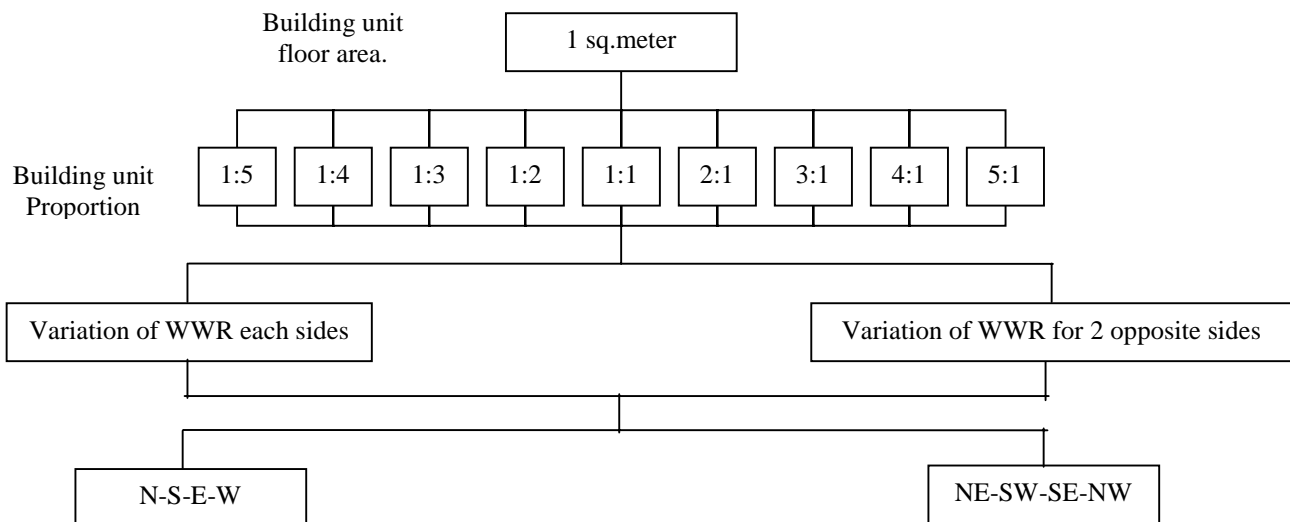 Building unit
floor area.
1 sq.meter
Building unit
Proportion
1:5
1:4
1:3
1:2
1:1
2:1
3:1
4:1
5:1
Variation of WWR each sides
Variation of WWR for 2 opposite sides
N-S-E-W
NE-SW-SE-NW